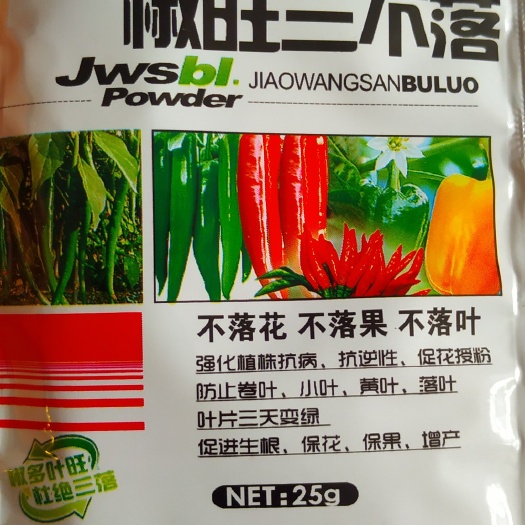 椒旺三不落
Jwsbl. JIAOWANGSANBULUO
Powder
不落花 不落果 不落叶
强化植株抗病、抗逆性、促花授粉
防止卷叶、小叶、黄叶、落叶
叶片三天变绿
促进生根、保花、保果、增产
椒多叶旺
杜绝三落
NET:25g